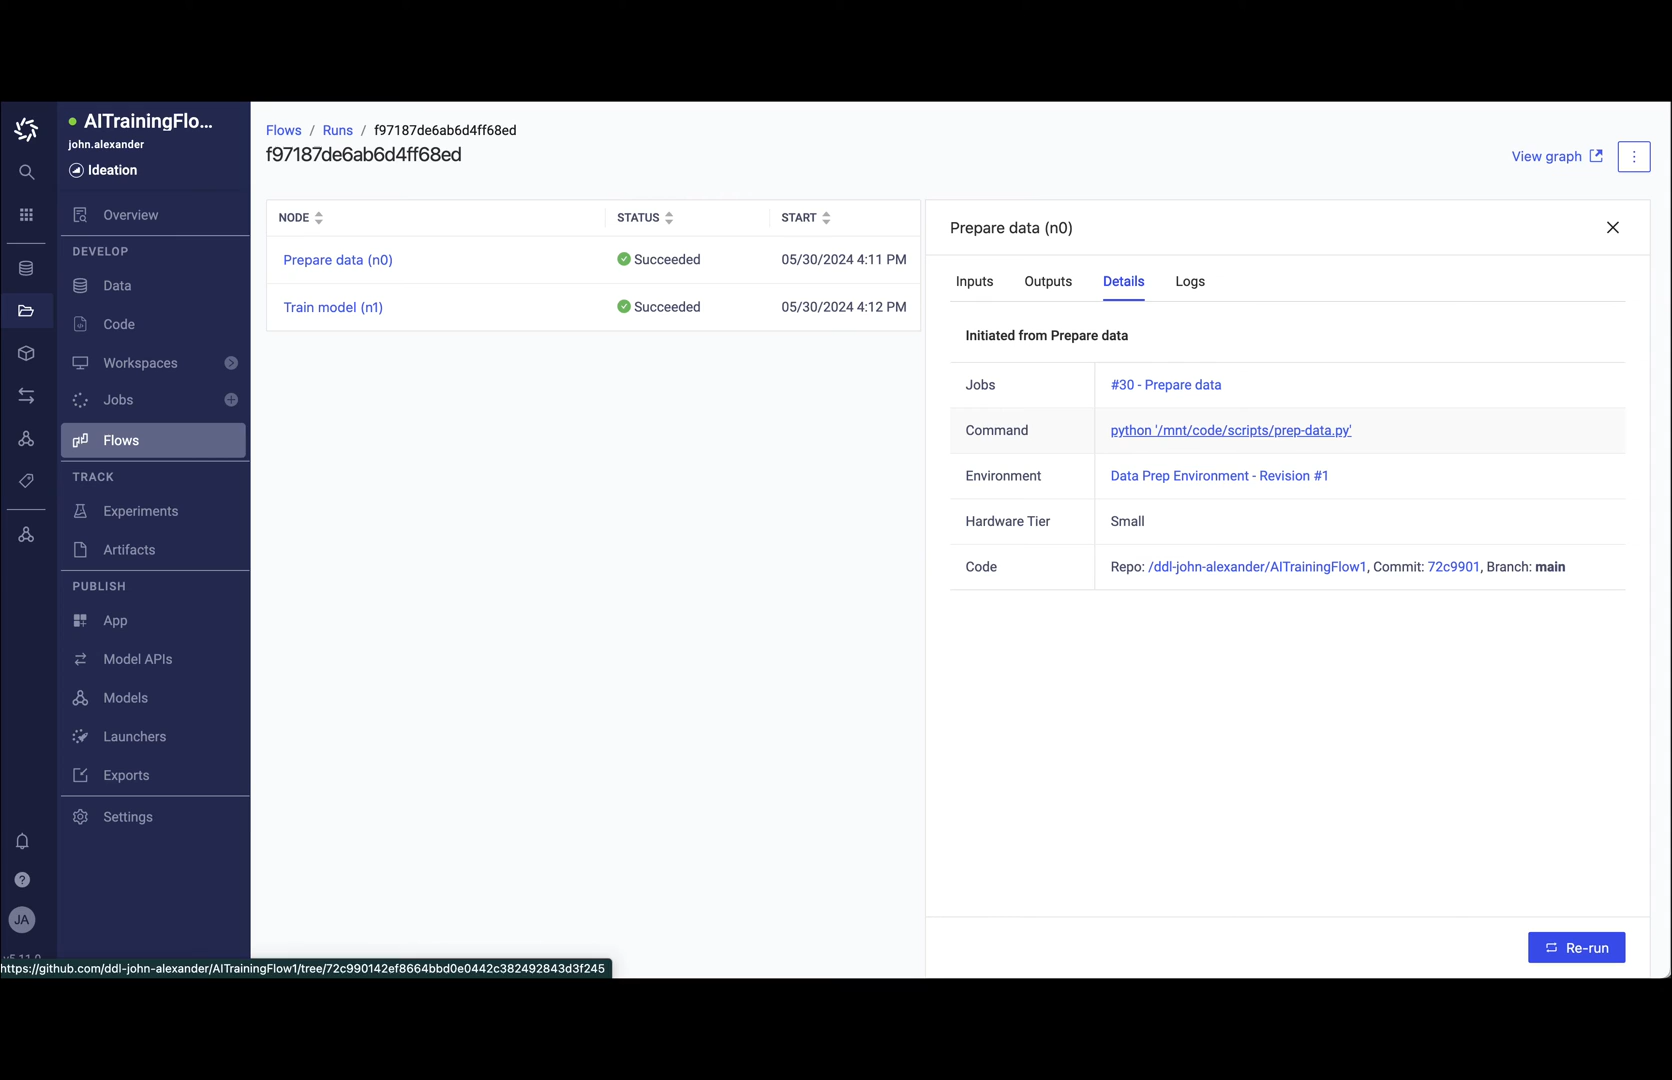 AITrainingFlo...
john.alexander
Ideation
Overview
DEVELOP
Data
Code
Workspaces
Jobs
Flows
TRACK
Experiments
Artifacts
PUBLISH
App
Model APIs
Models
Launchers
Exports
Settings
JA
https://github.com/ddl-john-alexander/AITrainingFlow1/tree/72c990142ef8664bbd0e0442c382492843d3f245
Flows / Runs / f97187de6ab6d4ff68ed
f97187de6ab6d4ff68ed
View graph
NODE STATUS START
Prepare data (n0) Succeeded 05/30/2024 4:11 PM
Train model (n1) Succeeded 05/30/2024 4:12 PM
Prepare data (n0)
Inputs Outputs Details Logs
Initiated from Prepare data
Jobs #30 - Prepare data
Command python '/mnt/code/scripts/prep-data.py'
Environment Data Prep Environment - Revision #1
Hardware Tier Small
Code Repo: /ddl-john-alexander/AITrainingFlow1, Commit: 72c9901, Branch: main
Re-run